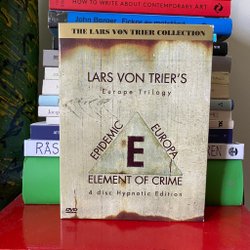 HOW TO WRITE ABOUT CONTEMPORARY ART
John Berger
THE LARS VON TRIER COLLECTION
LARS VON TRIER'S
Europe Trilogy
EPIDEMIC
EUROPA
E
ELEMENT OF CRIME
4 disc Hypnotic Edition
DVD
RÅS